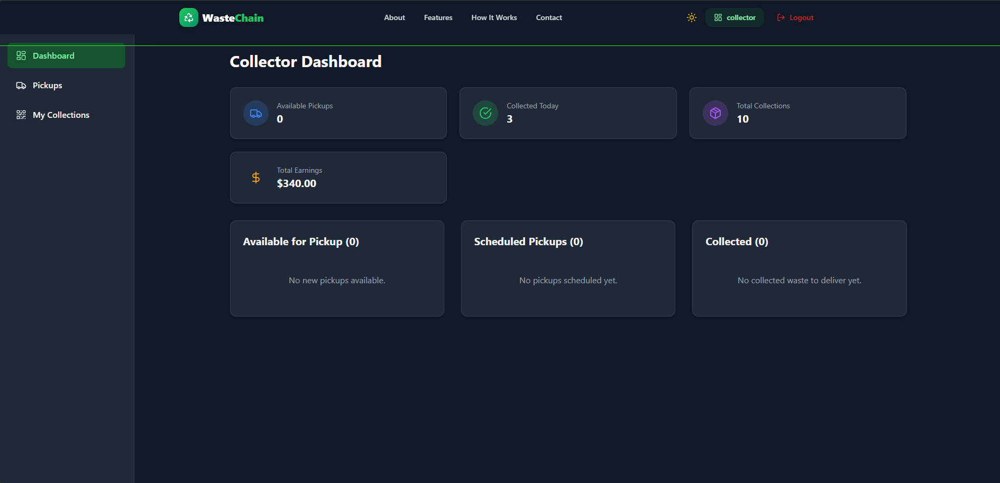 WasteChain
About
Features
How It Works
Contact
collector
Logout
Dashboard
Pickups
My Collections
Collector Dashboard
Available Pickups
0
Collected Today
3
Total Collections
10
Total Earnings
$340.00
Available for Pickup (0)
No new pickups available.
Scheduled Pickups (0)
No pickups scheduled yet.
Collected (0)
No collected waste to deliver yet.